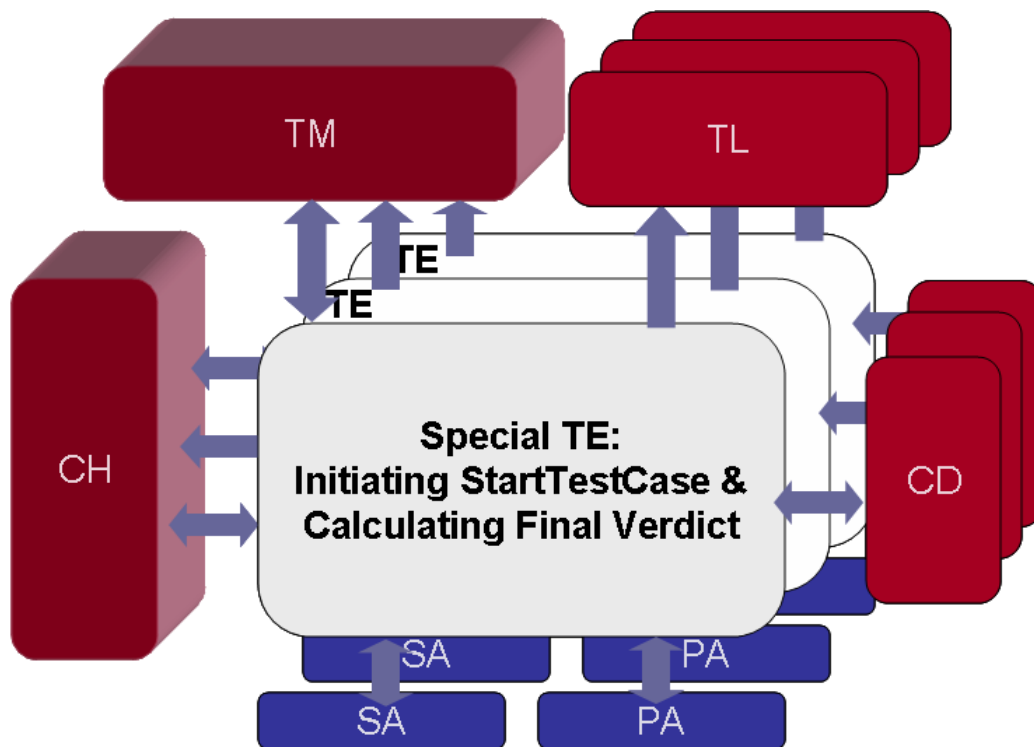 TM
TL
TE
TE
CH
Special TE:
Initiating StartTestCase &
Calculating Final Verdict
CD
SA
PA
SA
PA